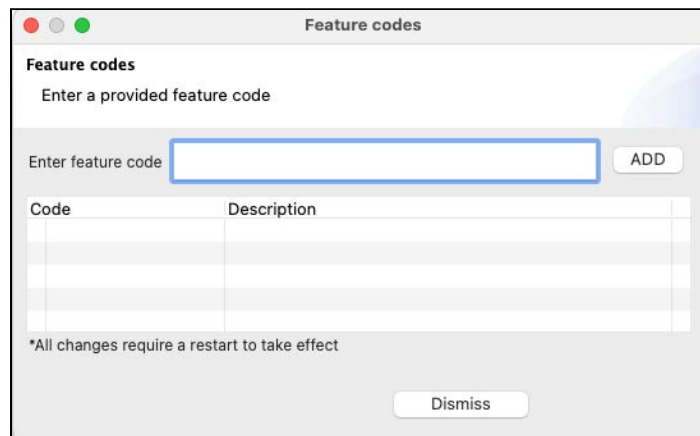 Feature codes
Feature codes
Enter a provided feature code
Enter feature code ADD
Code Description
*All changes require a restart to take effect
Dismiss